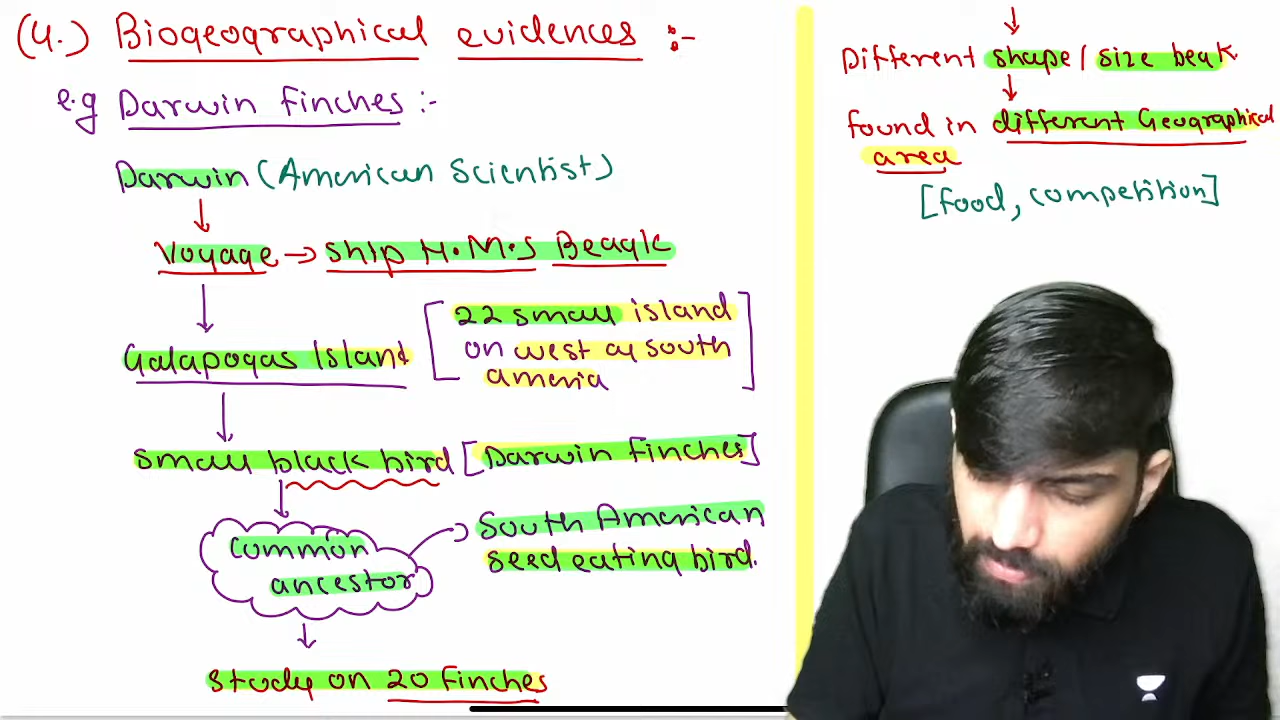 (4.) Biogeographical evidences :-
e.g Darwin Finches :-
Darwin (American Scientist)
Voyage → ship H.M.S Beagle
Galapogas Island [22 small island
on west of south
ameria]
small black bird [Darwin Finches]
common
ancestor
South American
seed eating bird.
Study on 20 finches
Different shape / size beak
found in different Geographical
area
[food, competition]